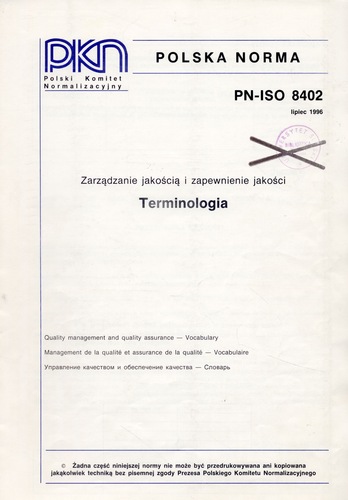 PKN
POLSKA NORMA
Polski Komitet
Normalizacyjny
PN-ISO 8402
lipiec 1996
Zarządzanie jakością i zapewnienie jakości
Terminologia
Quality management and quality assurance — Vocabulary
Management de la qualité et assurance de la qualité — Vocabulaire
Управление качеством и обеспечение качества — Словарь
© Żadna część niniejszej normy nie może być przedrukowywana ani kopiowana
jakąkolwiek techniką bez pisemnej zgody Prezesa Polskiego Komitetu Normalizacyjnego